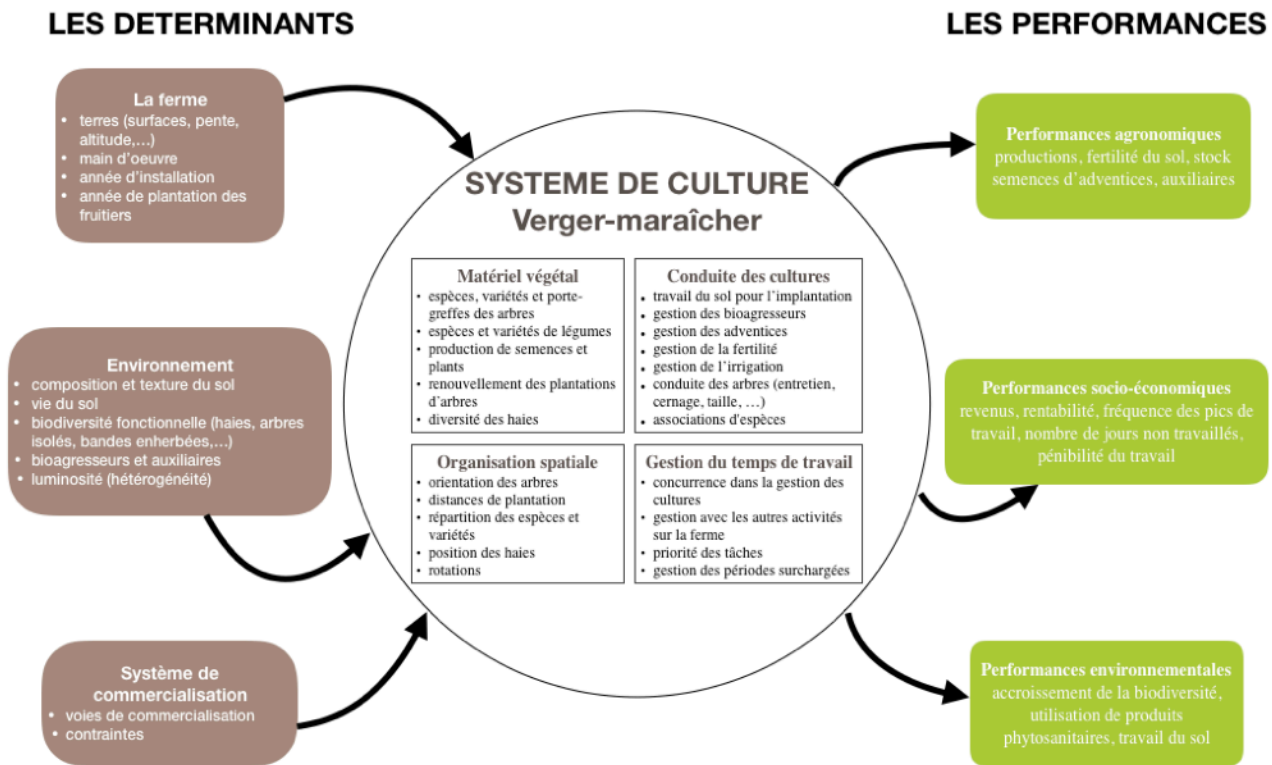 LES DETERMINANTS
LES PERFORMANCES
La ferme
• terres (surfaces, pente,
altitude,…)
• main d'oeuvre
• année d'installation
• année de plantation des
fruitiers
Environnement
• composition et texture du sol
• vie du sol
• biodiversité fonctionnelle (haies, arbres
isolés, bandes enherbées,…)
• bioagresseurs et auxiliaires
• luminosité (hétérogénéité)
Système de
commercialisation
• voies de commercialisation
• contraintes
SYSTEME DE CULTURE
Verger-maraîcher
Matériel végétal
• espèces, variétés et porte-
greffes des arbres
• espèces et variétés de légumes
• production de semences et
plants
• renouvellement des plantations
d'arbres
• diversité des haies
Conduite des cultures
• travail du sol pour l'implantation
• gestion des bioagresseurs
• gestion des adventices
• gestion de la fertilité
• gestion de l'irrigation
• conduite des arbres (entretien,
cernage, taille, …)
• associations d'espèces
Organisation spatiale
• orientation des arbres
• distances de plantation
• répartition des espèces et
variétés
• position des haies
• rotations
Gestion du temps de travail
• concurrence dans la gestion des
cultures
• gestion avec les autres activités
sur la ferme
• priorité des tâches
• gestion des périodes surchargées
Performances agronomiques
productions, fertilité du sol, stock
semences d'adventices, auxiliaires
Performances socio-économiques
revenus, rentabilité, fréquence des pics de
travail, nombre de jours non travaillés,
pénibilité du travail
Performances environnementales
accroissement de la biodiversité,
utilisation de produits
phytosanitaires, travail du sol